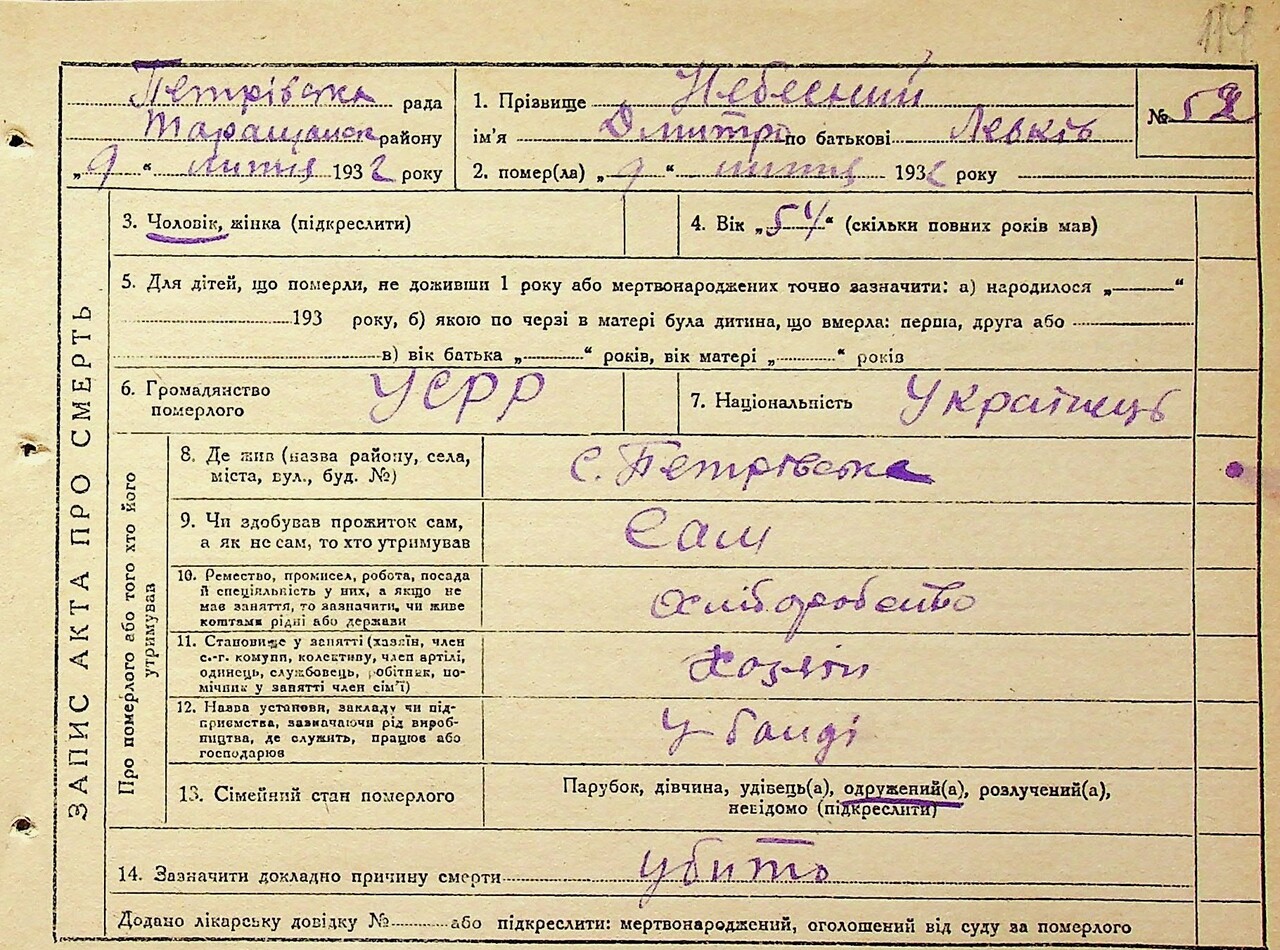 114
Петрівська рада
Таращанск району
„9“ липня 1932 року
1. Прізвище Небесний
ім'я Дмитро по батькові Левків
2. помер(ла) „9“ липня 1932 року
№ 52
ЗАПИС АКТА ПРО СМЕРТЬ
3. Чоловік, жінка (підкреслити)
4. Вік „54“ (скільки повних років мав)
5. Для дітей, що померли, не доживши 1 року або мертвонароджених точно зазначити: а) народилося „—“
193 року, б) якою по черзі в матері була дитина, що вмерла: перша, друга або
в) вік батька „—“ років, вік матері „—“ років
6. Громадянство
померлого
УСРР
7. Національність Українець
Про померлого або того хто його
утримував
8. Де жив (назва району, села,
міста, вул., буд. №)
с. Петрівська
9. Чи здобував прожиток сам,
а як не сам, то хто утримував
Сам
10. Ремество, промисел, робота, посада
й спеціяльність у них, а якщо не
має заняття, то зазначити, чи живе
коштами рідні або держави
хліборобство
11. Становище у занятті (хазяїн, член
с.-г. комуни, колективу, член артілі,
одинець, службовець, робітник, по-
мічник у занятті член сім'ї)
Хозяїн
12. Назва установи, закладу чи під-
приємства, зазначаючи рід вироб-
ництва, де служить, працює або
господарює
У банді
13. Сімейний стан померлого
Парубок, дівчина, удівець(а), одружений(а), розлучений(а),
невідомо (підкреслити)
14. Зазначити докладно причину смерти убито
Додано лікарську довідку № або підкреслити: мертвонароджений, оголошений від суду за померлого